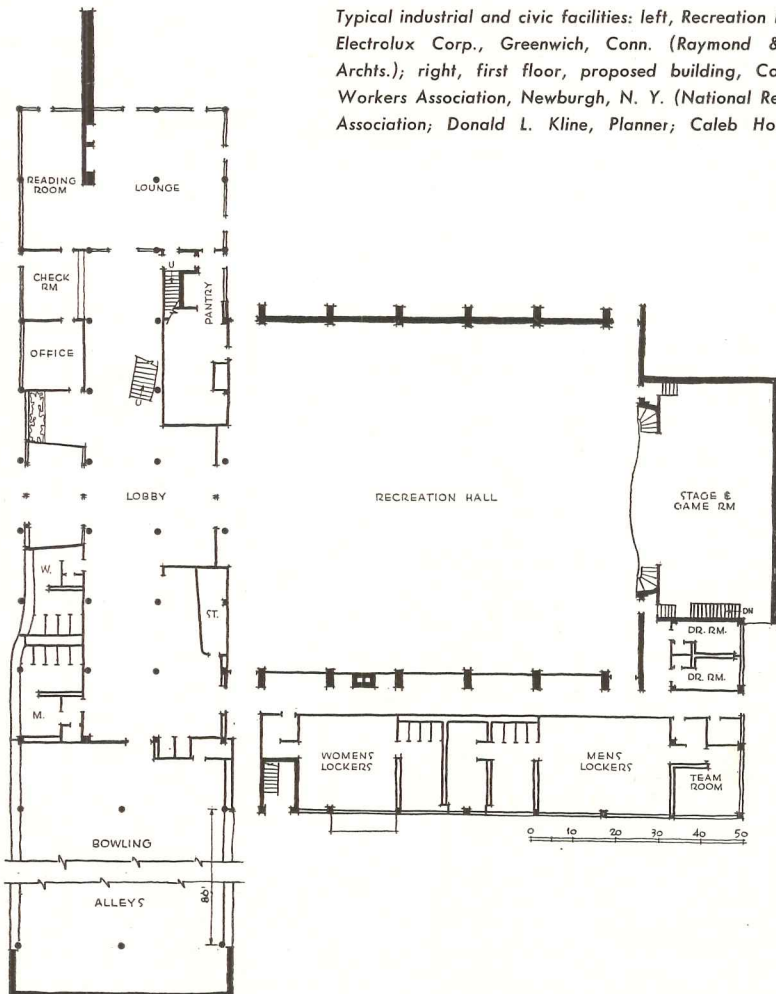 Typical industrial and civic facilities: left, Recreation
Electrolux Corp., Greenwich, Conn. (Raymond &
Archts.); right, first floor, proposed building,
Workers Association, Newburgh, N. Y. (National
Association; Donald L. Kline, Planner; Caleb
READING
ROOM
LOUNGE
CHECK
RM
U
PANTRY
OFFICE
LOBBY
RECREATION HALL
STAGE &
GAME RM
W.
ST.
DN
DR. RM.
DR. RM.
M.
WOMENS
LOCKERS
MENS
LOCKERS
TEAM
ROOM
0 10 20 30 40 50
BOWLING
ALLEYS
80'